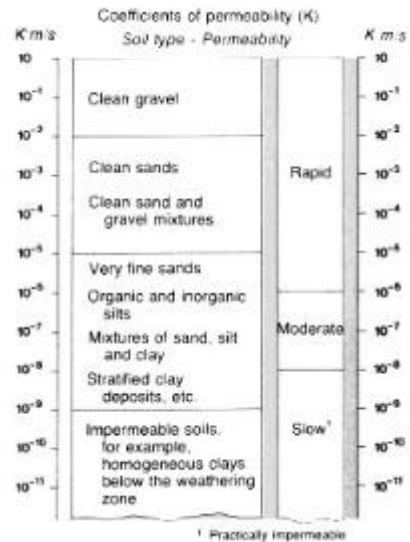 Coefficients of permeability (K)
Soil type - Permeability
K m/s
K m/s
10
10⁻¹
10⁻²
10⁻³
10⁻⁴
10⁻⁵
10⁻⁶
10⁻⁷
10⁻⁸
10⁻⁹
10⁻¹⁰
10⁻¹¹
Clean gravel
Clean sands
Clean sand and
gravel mixtures
Very fine sands
Organic and inorganic
silts
Mixtures of sand, silt
and clay
Stratified clay
deposits, etc.
Impermeable soils,
for example,
homogeneous clays
below the weathering
zone
Rapid
Moderate
Slow¹
10
10⁻¹
10⁻²
10⁻³
10⁻⁴
10⁻⁵
10⁻⁶
10⁻⁷
10⁻⁸
10⁻⁹
10⁻¹⁰
10⁻¹¹
¹ Practically impermeable